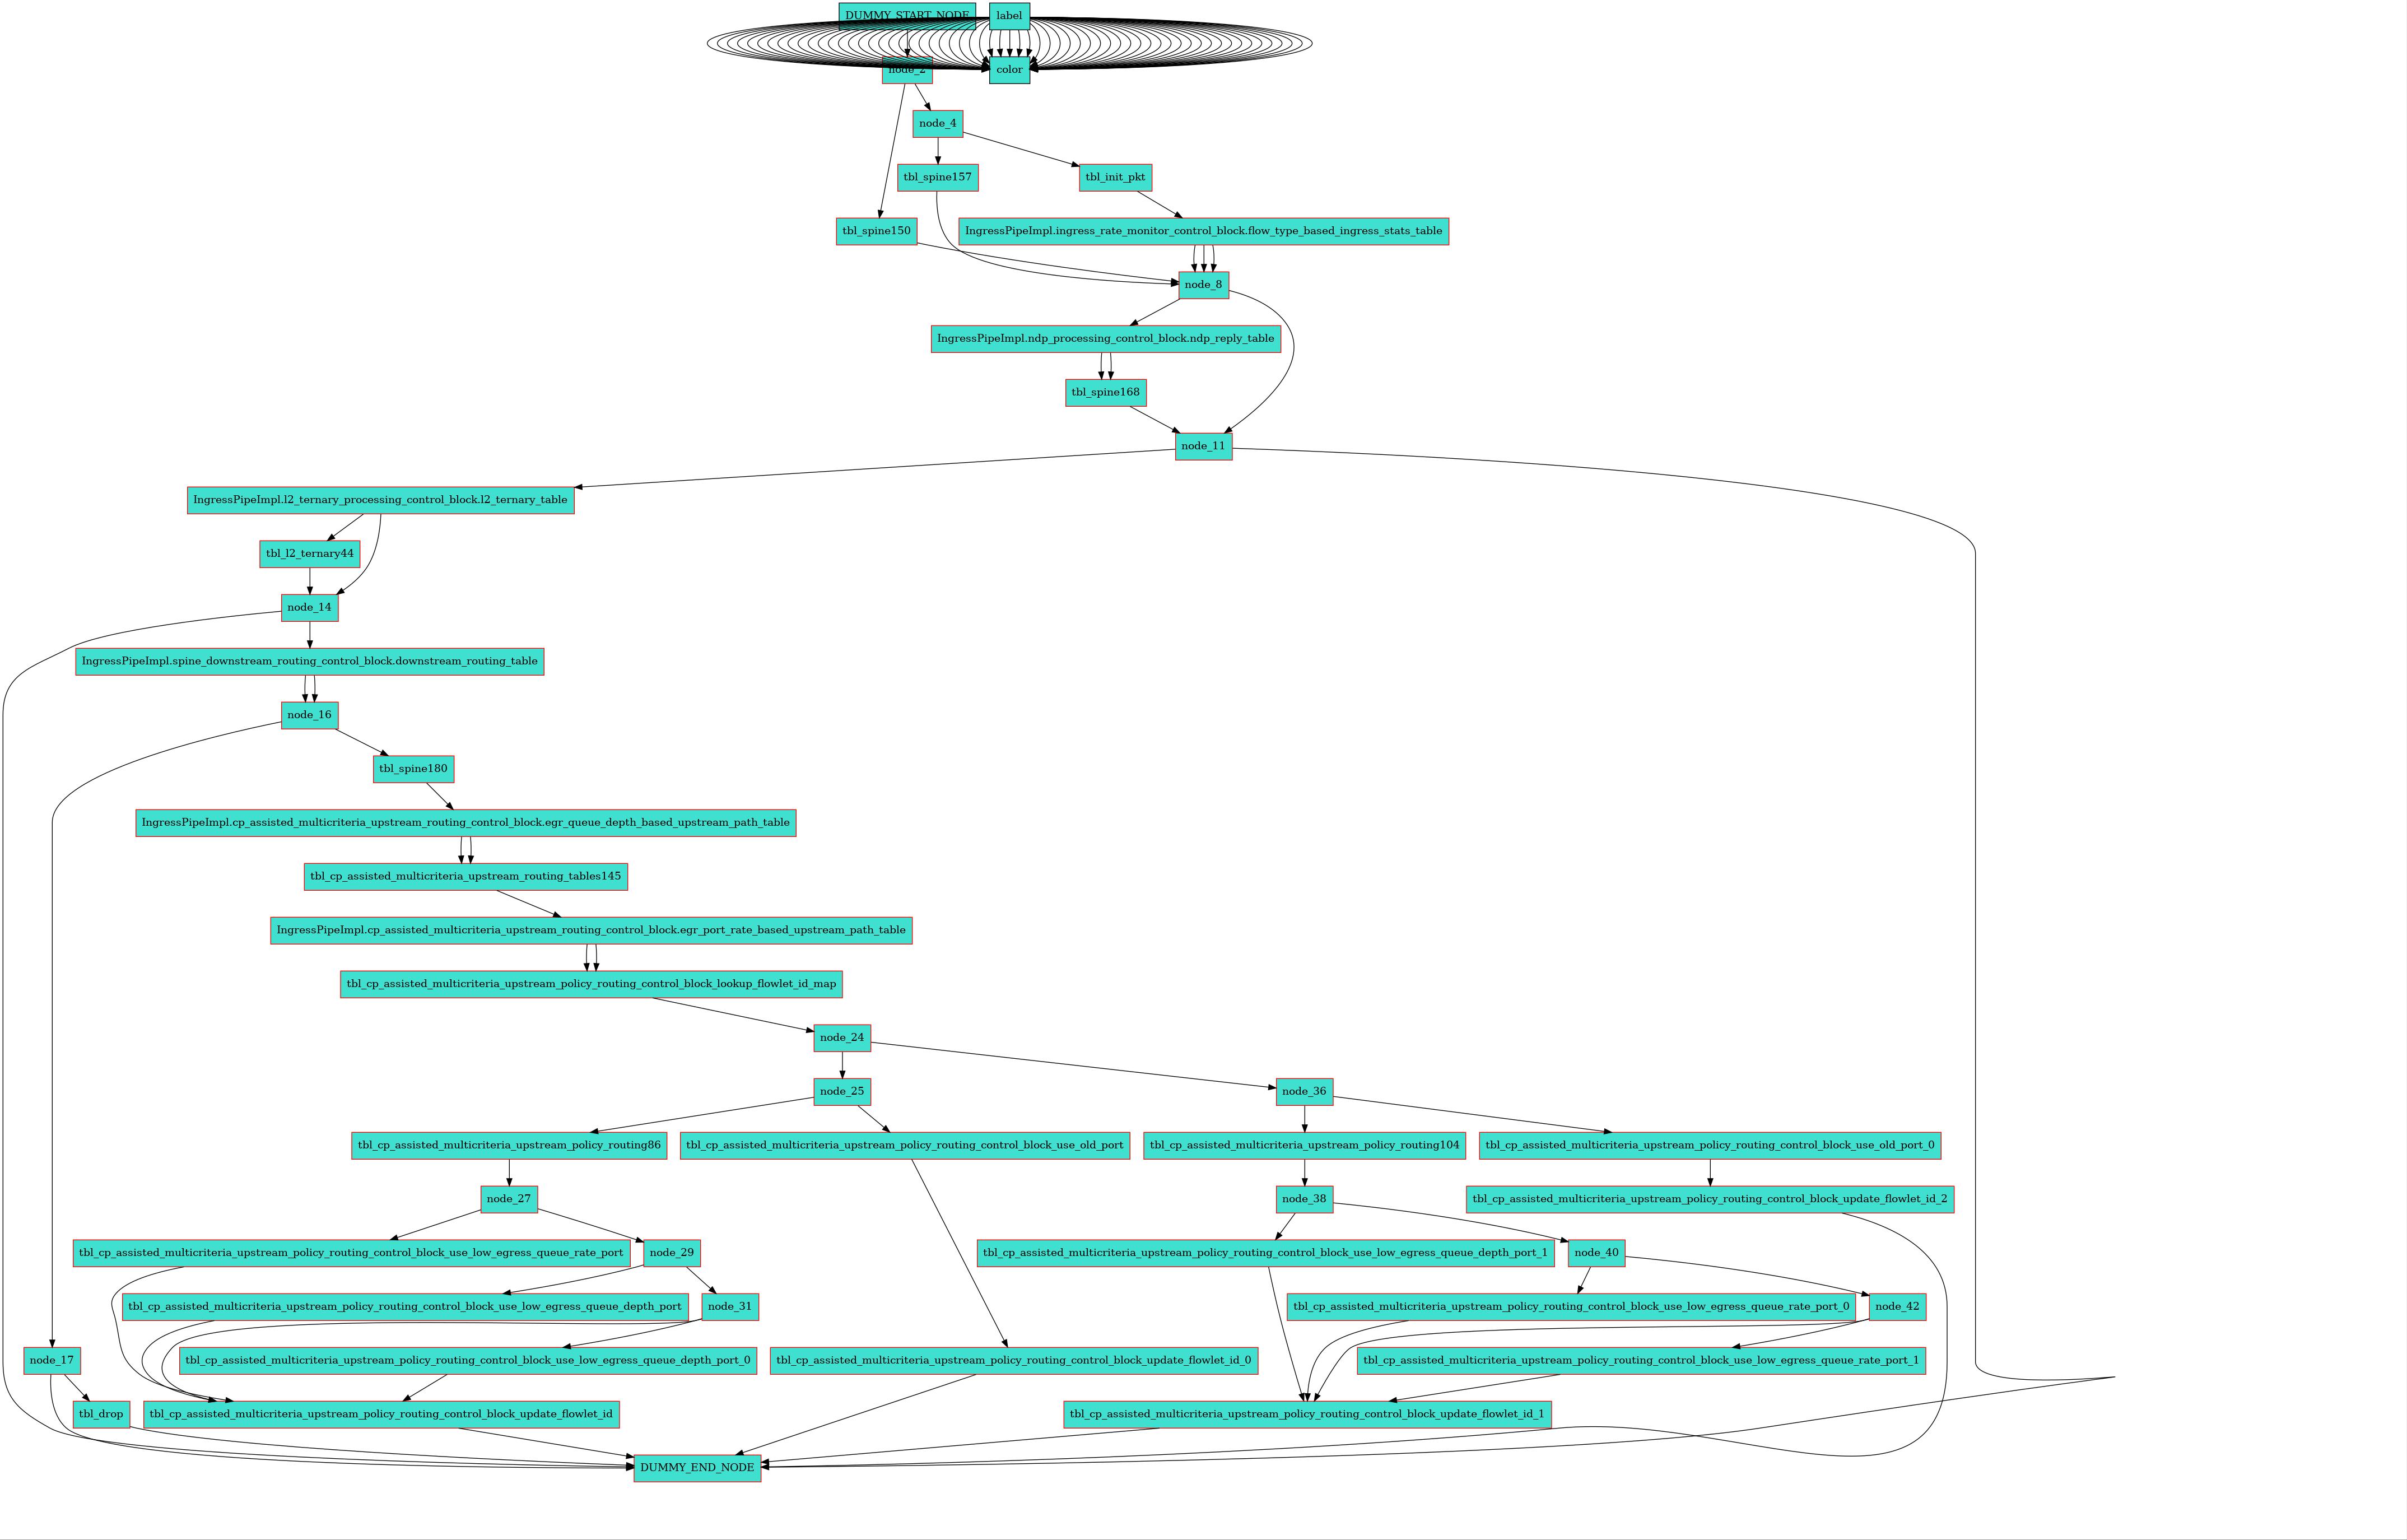 DUMMY_START_NODE
label
node_2
color
node_4
tbl_spine157
tbl_init_pkt
tbl_spine150
IngressPipeImpl.ingress_rate_monitor_control_block.flow_type_based_ingress_stats_table
node_8
IngressPipeImpl.ndp_processing_control_block.ndp_reply_table
tbl_spine168
node_11
IngressPipeImpl.l2_ternary_processing_control_block.l2_ternary_table
tbl_l2_ternary44
node_14
IngressPipeImpl.spine_downstream_routing_control_block.downstream_routing_table
node_16
tbl_spine180
IngressPipeImpl.cp_assisted_multicriteria_upstream_routing_control_block.egr_queue_depth_based_upstream_path_table
tbl_cp_assisted_multicriteria_upstream_routing_tables145
IngressPipeImpl.cp_assisted_multicriteria_upstream_routing_control_block.egr_port_rate_based_upstream_path_table
tbl_cp_assisted_multicriteria_upstream_policy_routing_control_block_lookup_flowlet_id_map
node_24
node_25
node_36
tbl_cp_assisted_multicriteria_upstream_policy_routing86
tbl_cp_assisted_multicriteria_upstream_policy_routing_control_block_use_old_port
tbl_cp_assisted_multicriteria_upstream_policy_routing104
tbl_cp_assisted_multicriteria_upstream_policy_routing_control_block_use_old_port_0
node_27
node_38
tbl_cp_assisted_multicriteria_upstream_policy_routing_control_block_update_flowlet_id_2
tbl_cp_assisted_multicriteria_upstream_policy_routing_control_block_use_low_egress_queue_rate_port
node_29
tbl_cp_assisted_multicriteria_upstream_policy_routing_control_block_use_low_egress_queue_depth_port_1
node_40
tbl_cp_assisted_multicriteria_upstream_policy_routing_control_block_use_low_egress_queue_depth_port
node_31
tbl_cp_assisted_multicriteria_upstream_policy_routing_control_block_use_low_egress_queue_rate_port_0
node_42
node_17
tbl_cp_assisted_multicriteria_upstream_policy_routing_control_block_use_low_egress_queue_depth_port_0
tbl_cp_assisted_multicriteria_upstream_policy_routing_control_block_update_flowlet_id_0
tbl_cp_assisted_multicriteria_upstream_policy_routing_control_block_use_low_egress_queue_rate_port_1
tbl_drop
tbl_cp_assisted_multicriteria_upstream_policy_routing_control_block_update_flowlet_id
tbl_cp_assisted_multicriteria_upstream_policy_routing_control_block_update_flowlet_id_1
DUMMY_END_NODE